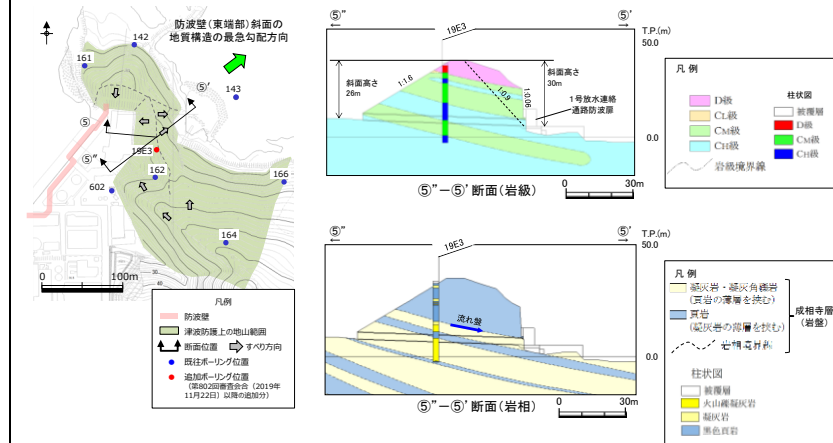 防波壁(東端部)斜面の
地質構造の最急勾配方向
142
161
⑤'
143
⑤
⑤"
19E3
162
602
166
164
0
100m
凡例
防波壁
津波防護上の地山範囲
断面位置
すべり方向
既往ボーリング位置
追加ボーリング位置
(第802回審査会合(2019年
11月22日)以降の追加分)
⑤"
19E3
⑤'
T.P.(m)
50.0
斜面高さ
26m
1:1.6
1:0.9
1:0.06
斜面高さ
30m
1号放水連絡
通路防波扉
0.0
⑤"-⑤'断面(岩級)
0
30m
凡 例
D級
CL級
CM級
CH級
岩級境界線
柱状図
被覆層
D級
CM級
CH級
⑤"
19E3
⑤'
T.P.(m)
50.0
流れ盤
0.0
⑤"-⑤'断面(岩相)
0
30m
凡 例
凝灰岩・凝灰角礫岩
(頁岩の薄層を挟む)
頁岩
(凝灰岩の薄層を挟む)
岩相境界線
成相寺層
(岩盤)
柱状図
被覆層
火山礫凝灰岩
凝灰岩
黒色頁岩